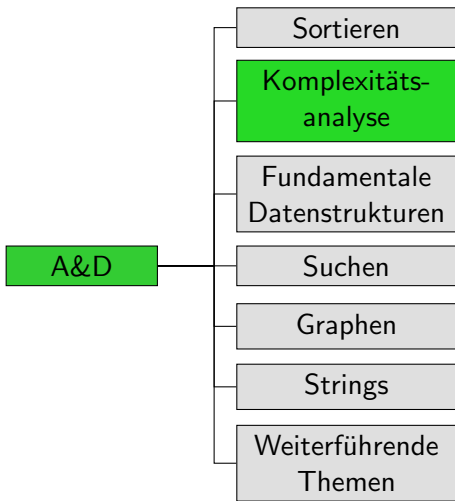 Sortieren
Komplexitäts-
analyse
Fundamentale
Datenstrukturen
A&D
Suchen
Graphen
Strings
Weiterführende
Themen